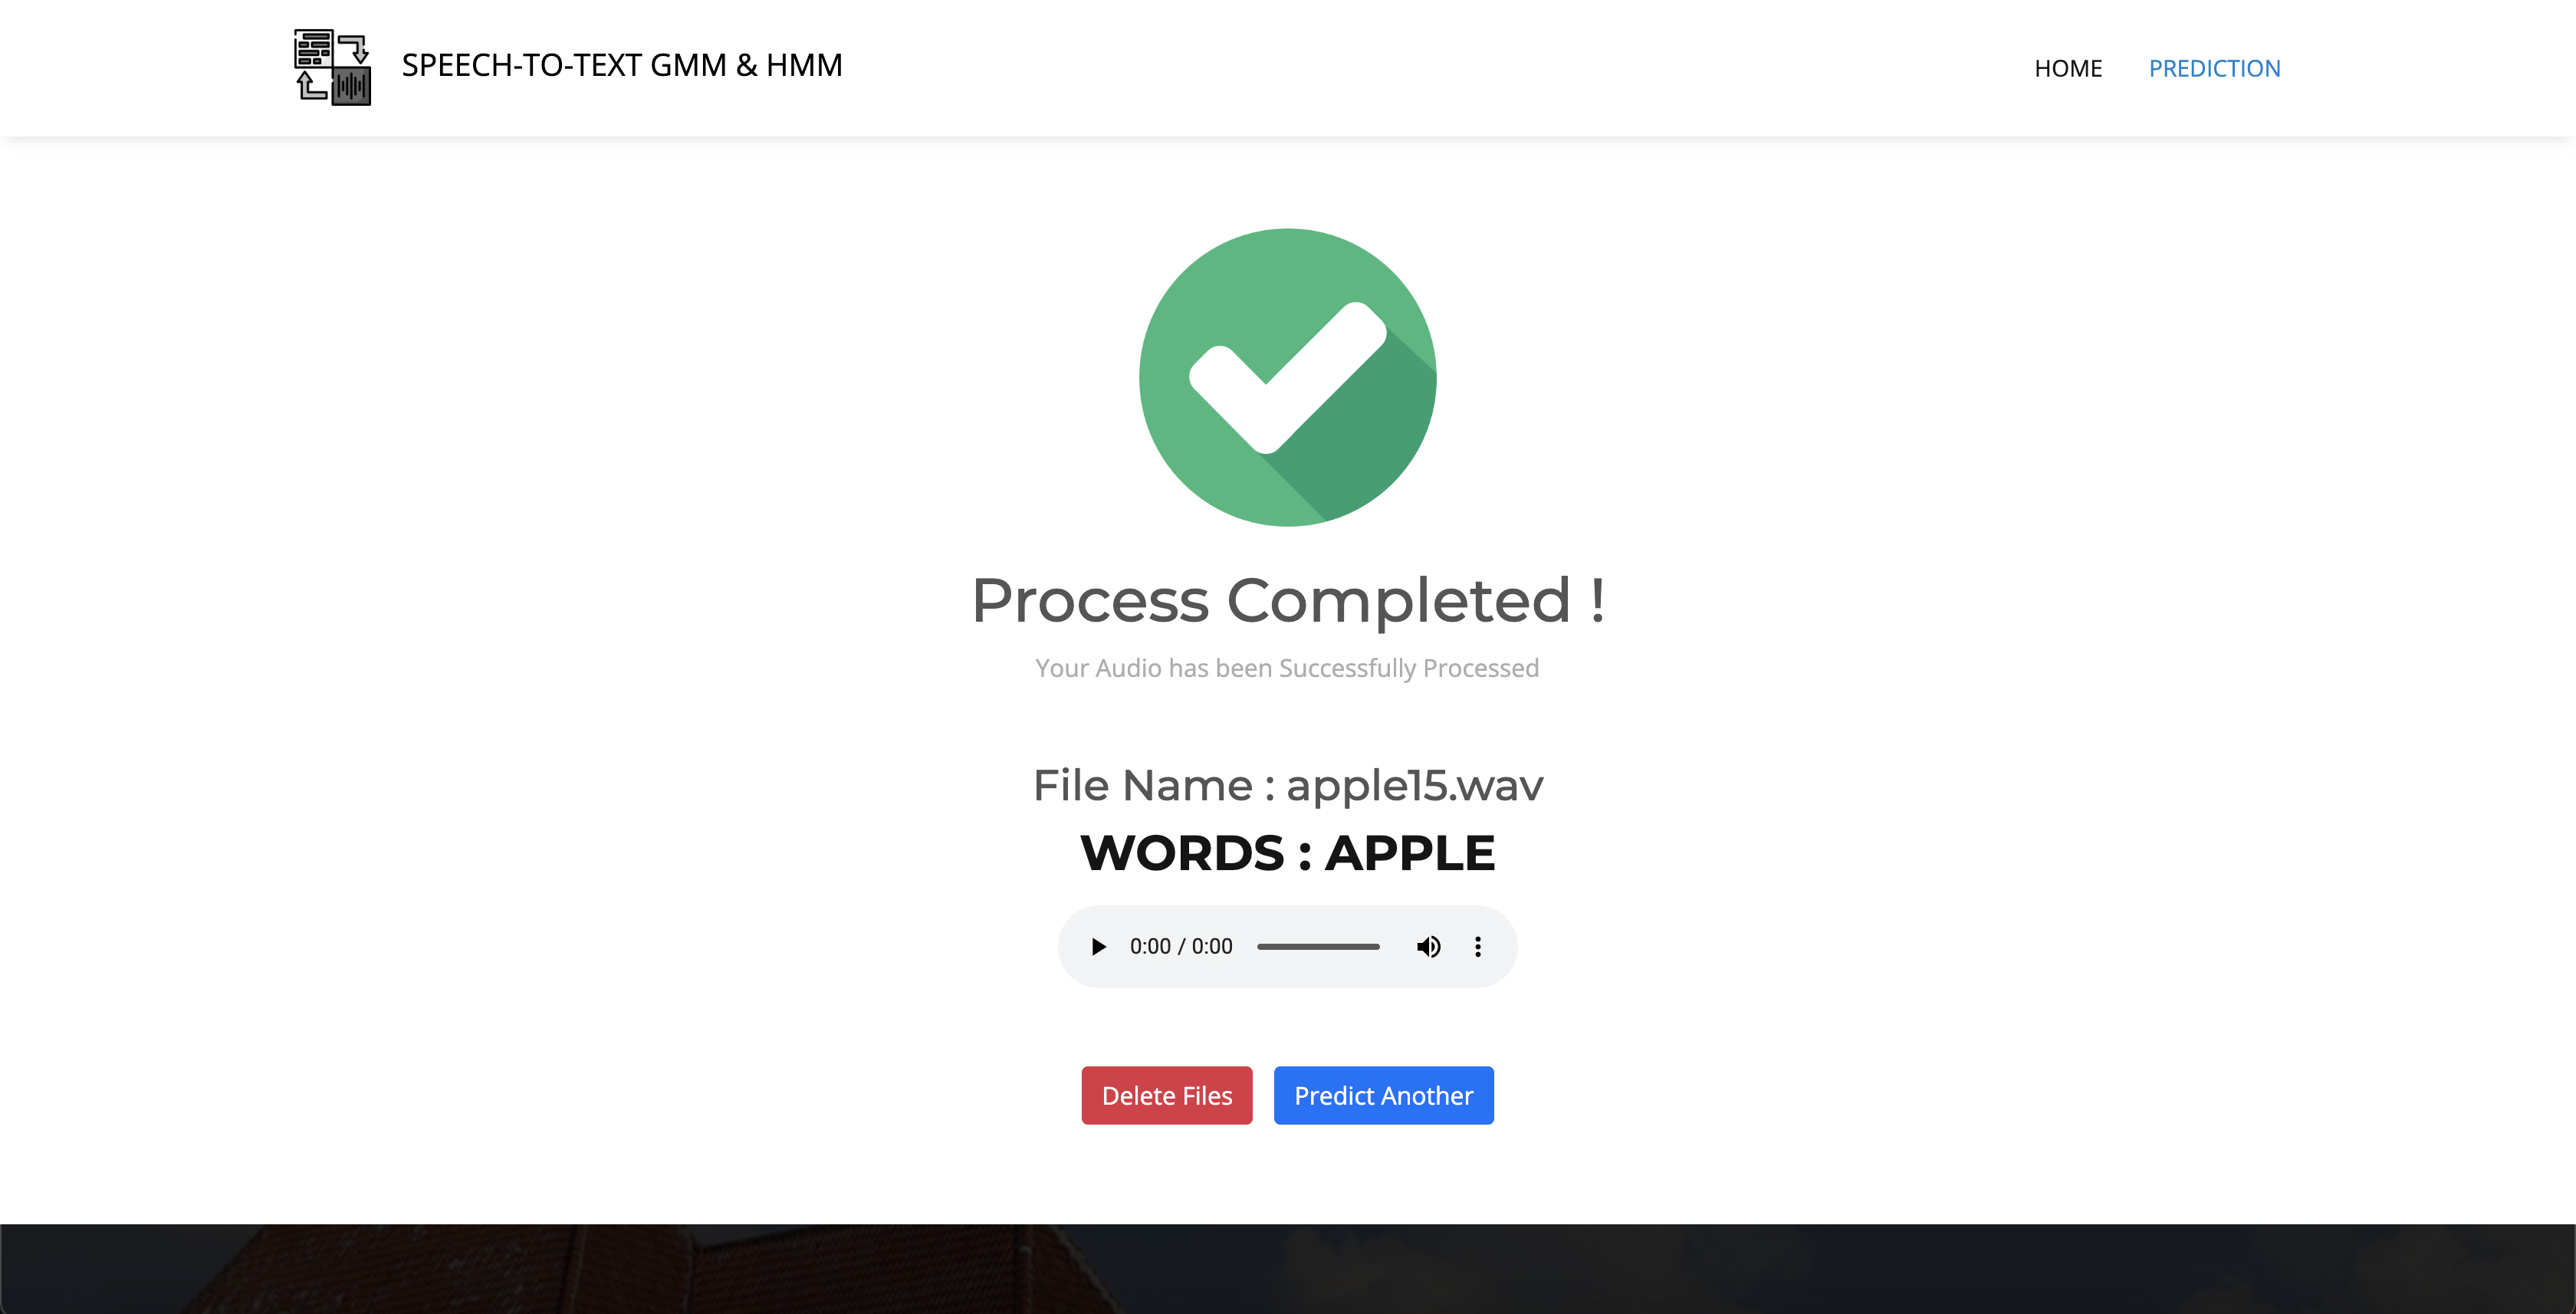 SPEECH-TO-TEXT GMM & HMM
HOME PREDICTION
Process Completed !
Your Audio has been Successfully Processed
File Name : apple15.wav
WORDS : APPLE
0:00 / 0:00
Delete Files Predict Another